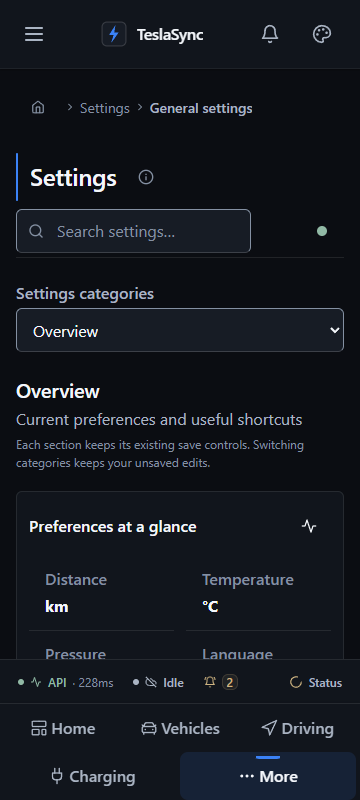 TeslaSync
Settings
General settings
Settings
Search settings...
Settings categories
Overview
Overview
Current preferences and useful shortcuts
Each section keeps its existing save controls. Switching
categories keeps your unsaved edits.
Preferences at a glance
Distance
Temperature
km
°C
Pressure
Language
API · 228ms
Idle
2
Status
Home
Vehicles
Driving
Charging
More